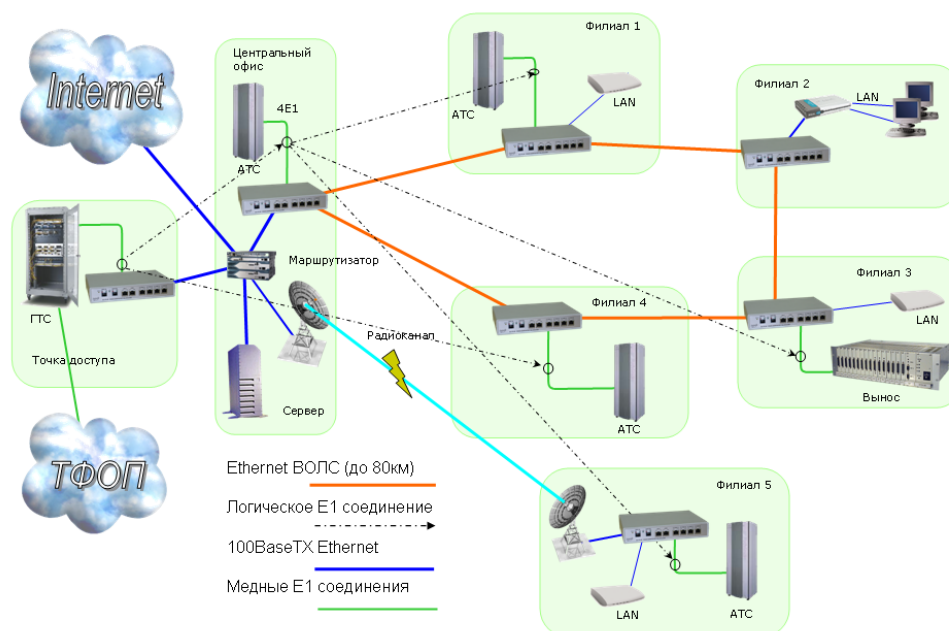 Internet
Центральный
офис
4E1
АТС
Филиал 1
АТС
LAN
Филиал 2
LAN
ГТС
Точка доступа
Маршрутизатор
Радиоканал
Сервер
Филиал 4
АТС
Филиал 3
LAN
Вынос
ТФОП
Ethernet ВОЛС (до 80км)
Логическое E1 соединение
100BaseTX Ethernet
Медные E1 соединения
Филиал 5
LAN
АТС